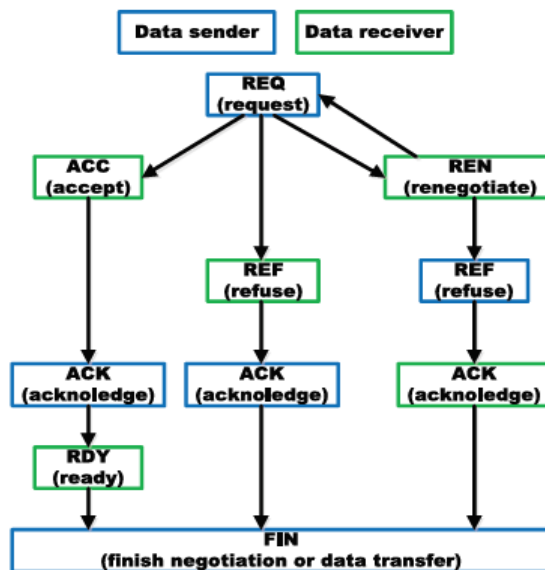 Data sender
Data receiver
REQ
(request)
ACC
(accept)
REN
(renegotiate)
REF
(refuse)
REF
(refuse)
ACK
(acknoledge)
ACK
(acknoledge)
ACK
(acknoledge)
RDY
(ready)
FIN
(finish negotiation or data transfer)